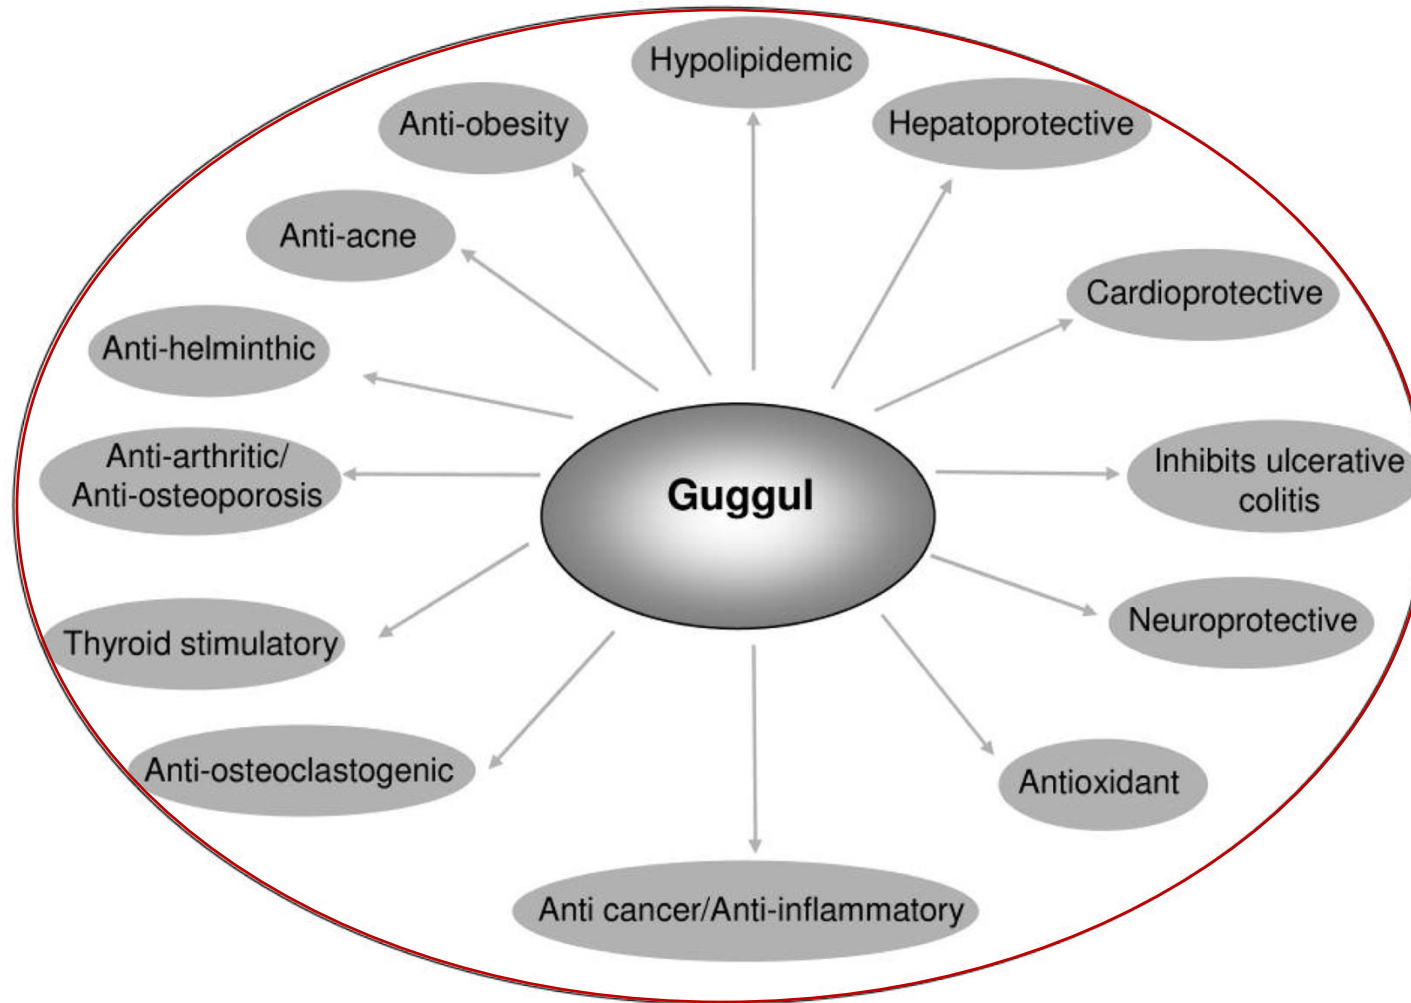 Hypolipidemic
Anti-obesity
Hepatoprotective
Anti-acne
Cardioprotective
Anti-helminthic
Anti-arthritic/
Anti-osteoporosis
Inhibits ulcerative
colitis
Guggul
Thyroid stimulatory
Neuroprotective
Anti-osteoclastogenic
Antioxidant
Anti cancer/Anti-inflammatory